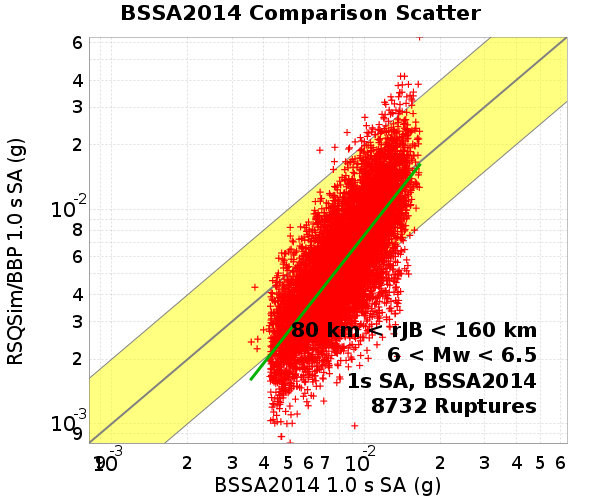 BSSA2014 Comparison Scatter
RSQSim/BBP 1.0 s SA (g)
6
4
3
2
10-2
8
6
4
3
2
10-3
9
80 km < rJB < 160 km
6 < Mw < 6.5
1s SA, BSSA2014
8732 Ruptures
9 10-3 2 3 4 5 6 7 10-2 2 3 4 5 6
BSSA2014 1.0 s SA (g)